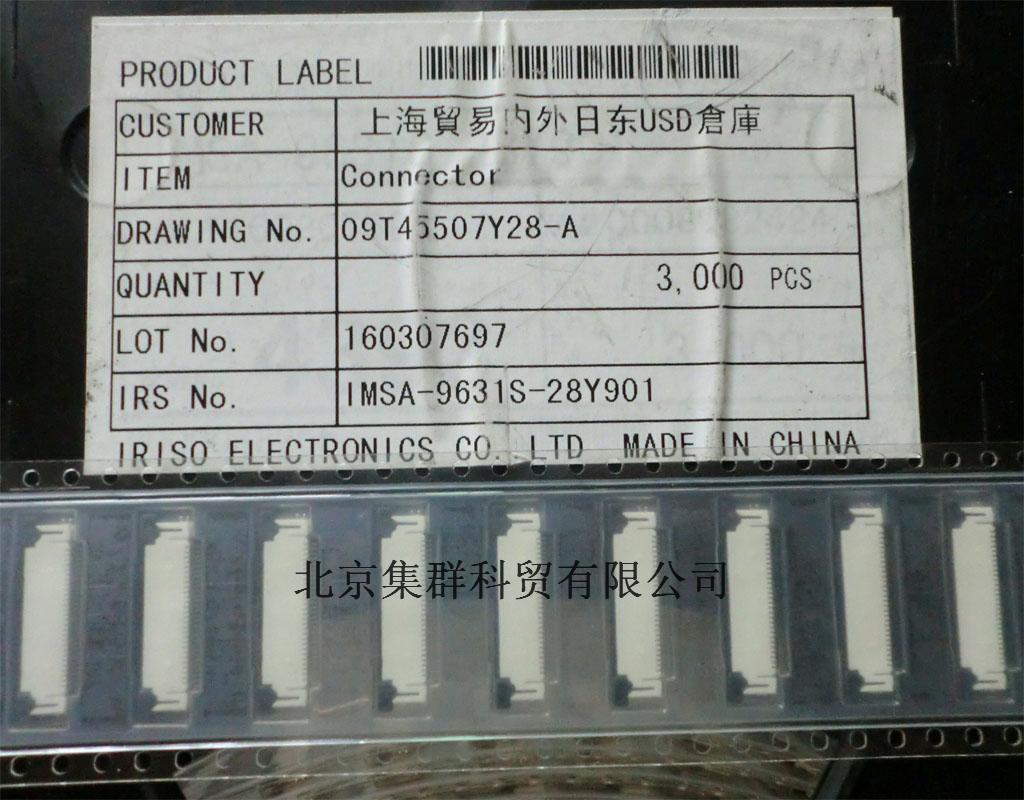 PRODUCT LABEL
CUSTOMER 上海貿易内外日东USD倉庫
ITEM Connector
DRAWING No. 09T45507Y28-A
QUANTITY 3,000 PCS
LOT No. 160307697
IRS No. IMSA-9631S-28Y901
IRISO ELECTRONICS CO. LTD MADE IN CHINA
北京集群科贸有限公司